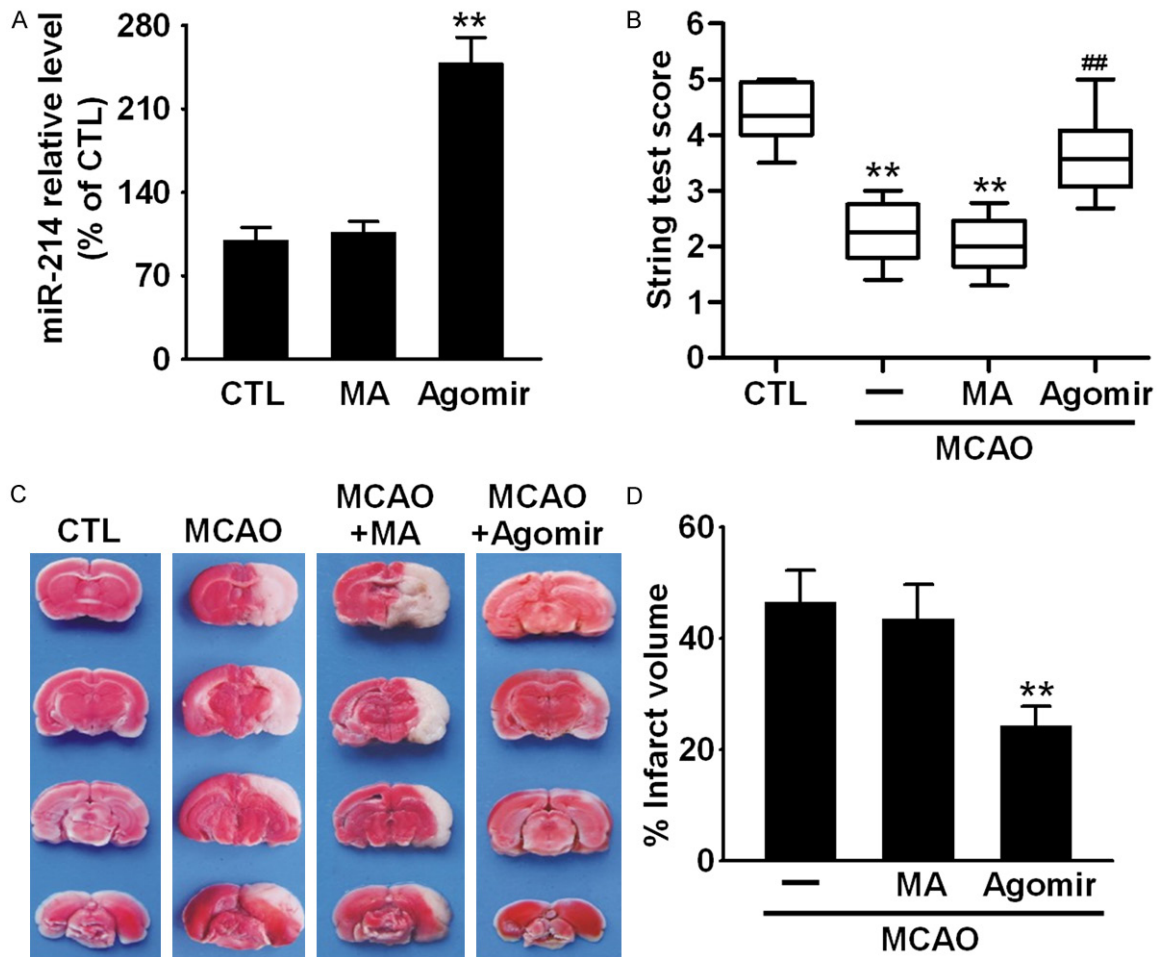 A
miR-214 relative level
(% of CTL)
280
210
140
70
0
**
CTL MA Agomir
B
String test score
6
5
4
3
2
1
0
**
**
##
CTL — MA Agomir
MCAO
C
CTL
MCAO
MCAO
+MA
MCAO
+Agomir
D
% Infarct volume
60
40
20
0
**
— MA Agomir
MCAO